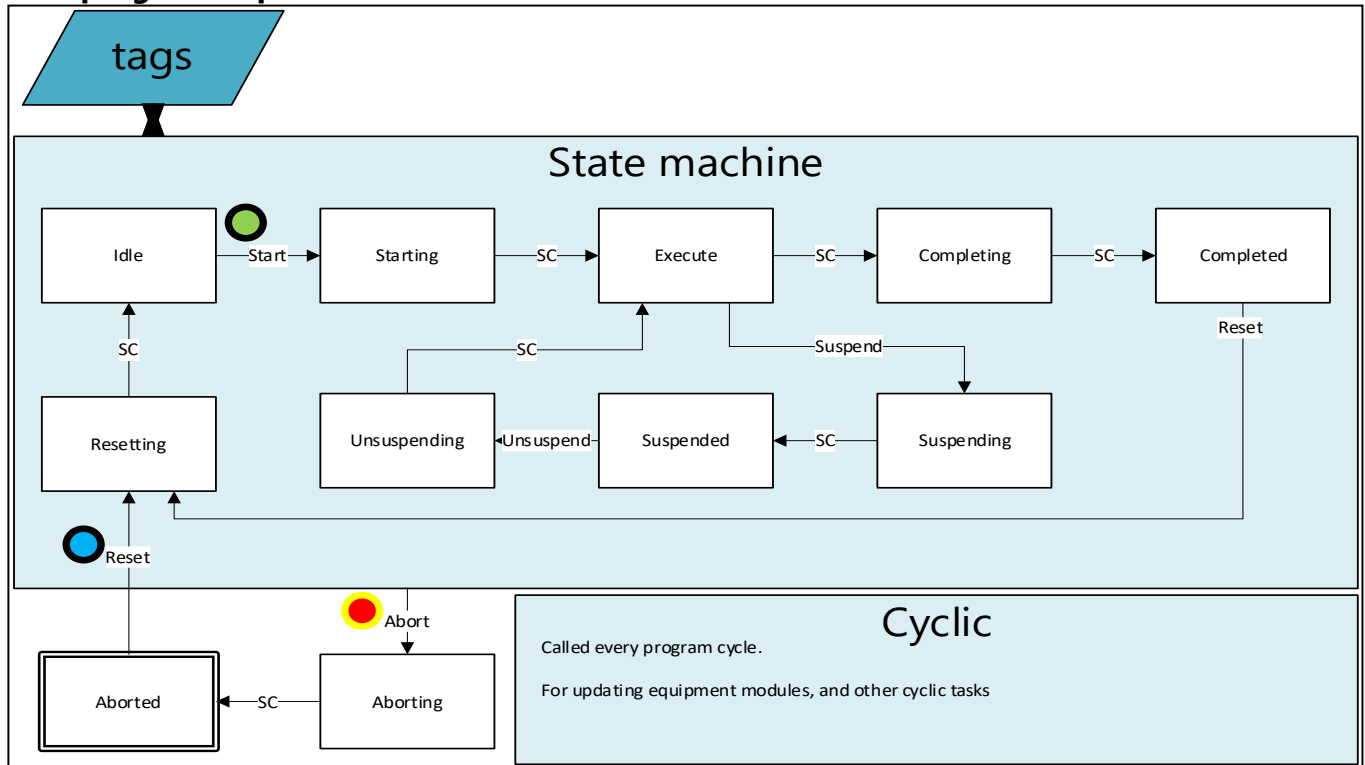 tags
State machine
Idle
Start
Starting
SC
Execute
SC
Completing
SC
Completed
Reset
SC
SC
Suspend
Resetting
Unsuspending
Unsuspend
Suspended
SC
Suspending
Reset
Abort
Cyclic
Called every program cycle.
For updating equipment modules, and other cyclic tasks
Aborted
SC
Aborting